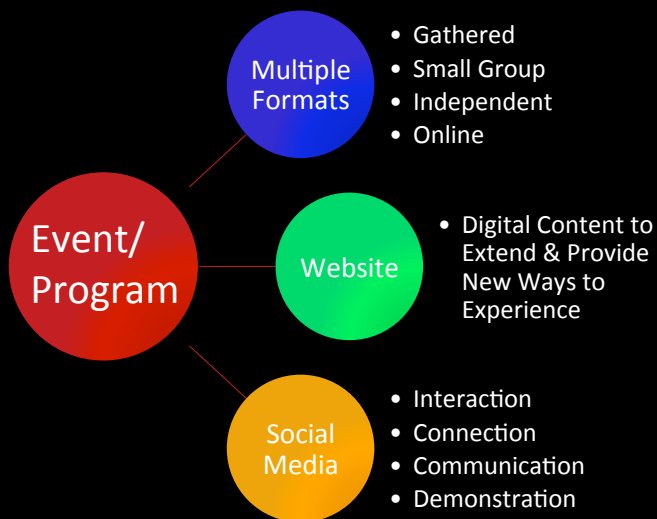 Event/
Program
Multiple
Formats
• Gathered
• Small Group
• Independent
• Online
Website
• Digital Content to
Extend & Provide
New Ways to
Experience
Social
Media
• Interaction
• Connection
• Communication
• Demonstration